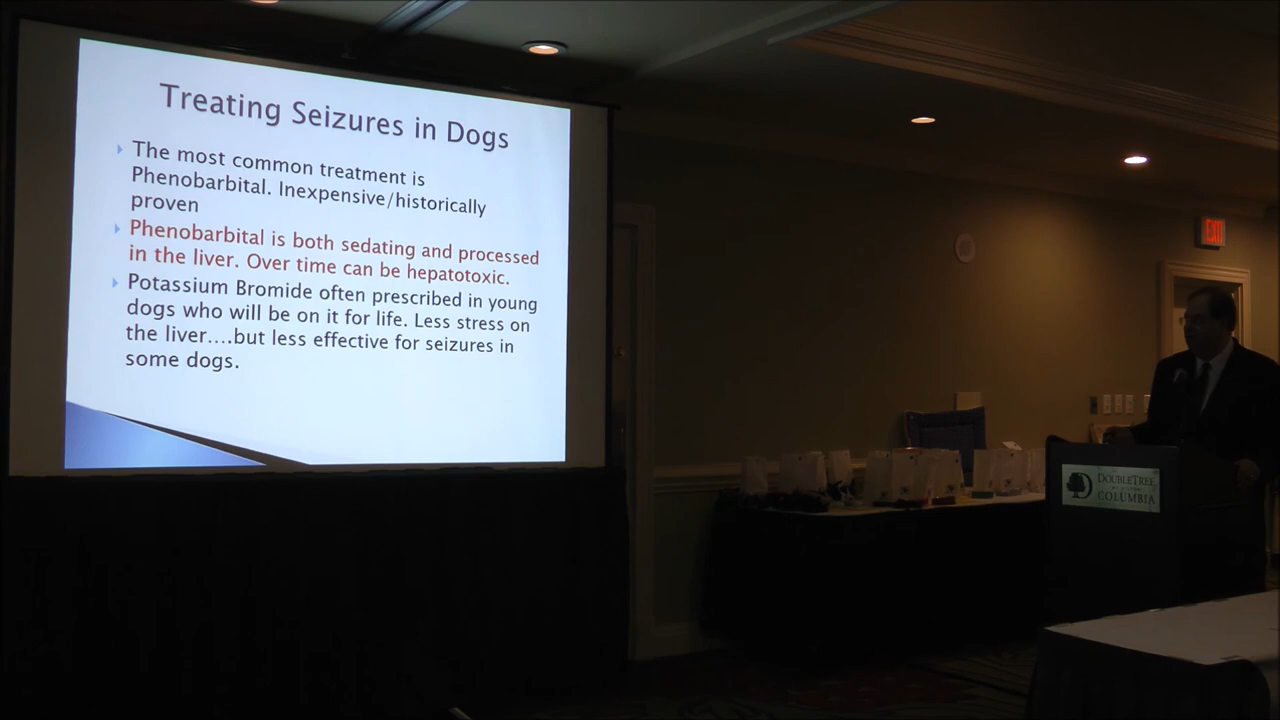 Treating Seizures in Dogs
The most common treatment is
Phenobarbital. Inexpensive/historically
proven
Phenobarbital is both sedating and processed
in the liver. Over time can be hepatotoxic.
Potassium Bromide often prescribed in young
dogs who will be on it for life. Less stress on
the liver....but less effective for seizures in
some dogs.
EXIT
DOUBLETREE
BY HILTON
COLUMBIA